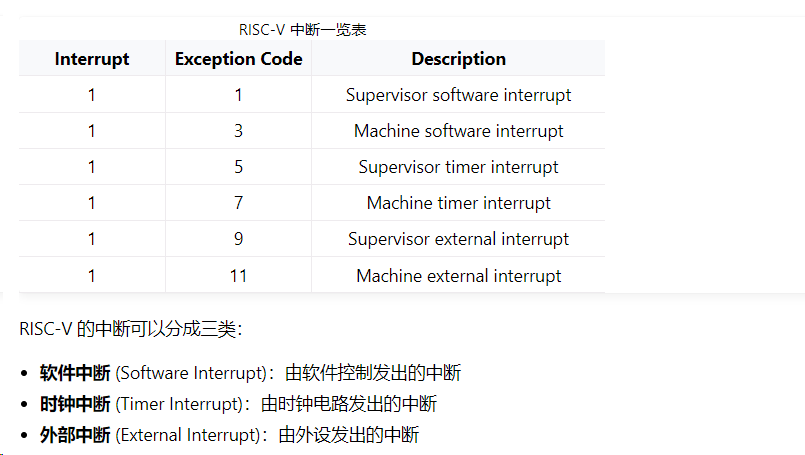 RISC-V 中断一览表
Interrupt Exception Code Description
1 1 Supervisor software interrupt
1 3 Machine software interrupt
1 5 Supervisor timer interrupt
1 7 Machine timer interrupt
1 9 Supervisor external interrupt
1 11 Machine external interrupt
RISC-V 的中断可以分成三类：
• 软件中断 (Software Interrupt)：由软件控制发出的中断
• 时钟中断 (Timer Interrupt)：由时钟电路发出的中断
• 外部中断 (External Interrupt)：由外设发出的中断